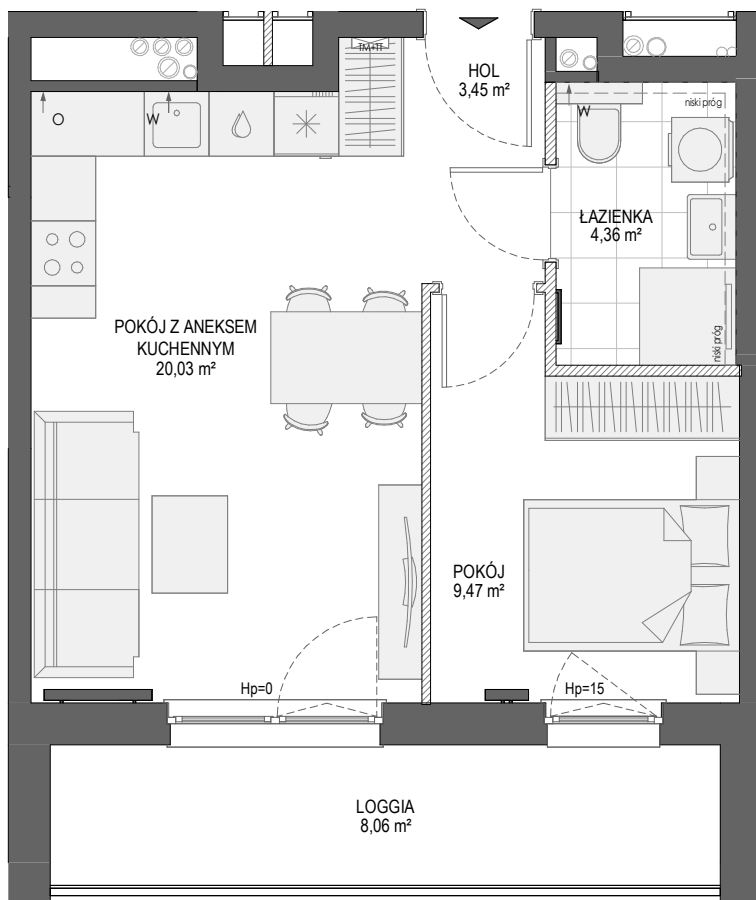 TM+TT
HOL
3,45 m²
niski próg
O
W
W
ŁAZIENKA
4,36 m²
POKÓJ Z ANEKSEM
KUCHENNYM
20,03 m²
niski próg
POKÓJ
9,47 m²
Hp=0
Hp=15
LOGGIA
8,06 m²